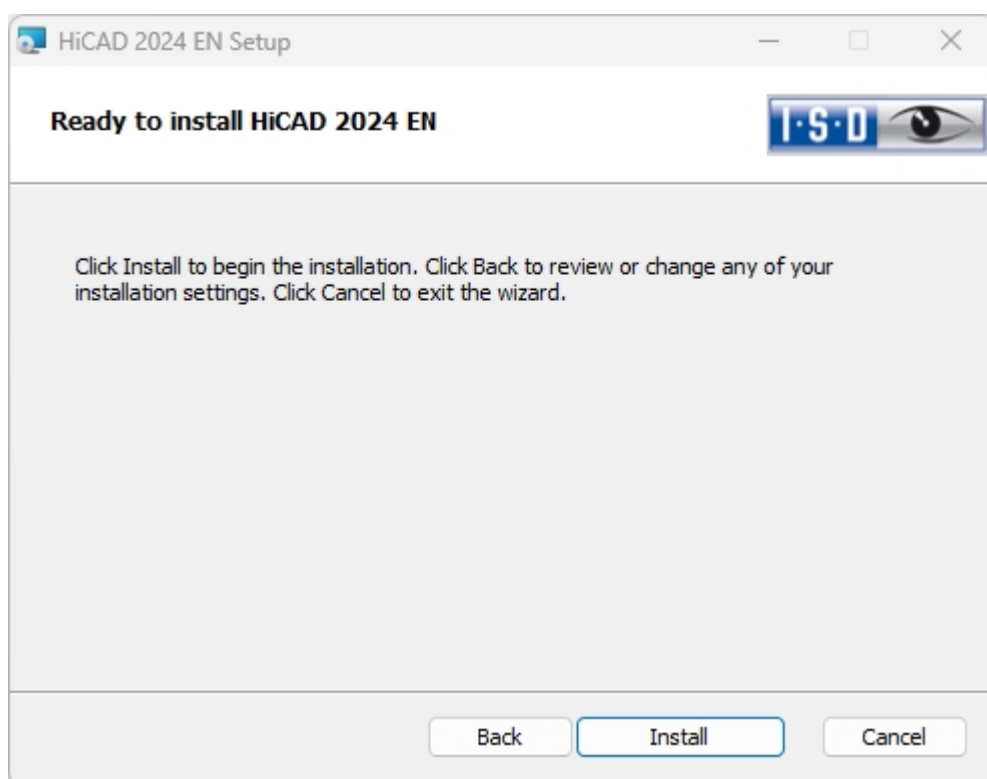 HiCAD 2024 EN Setup
Ready to install HiCAD 2024 EN
I·S·D
Click Install to begin the installation. Click Back to review or change any of your
installation settings. Click Cancel to exit the wizard.
Back Install Cancel